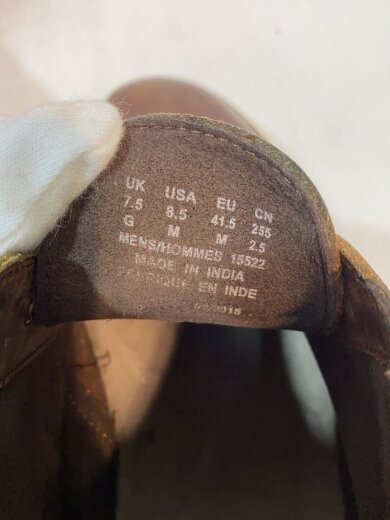 UK USA EU CN
7.5 8.5 41.5 255
G M M 2.5
MENS/HOMMES 15522
MADE IN INDIA
FABRIQUE EN INDE